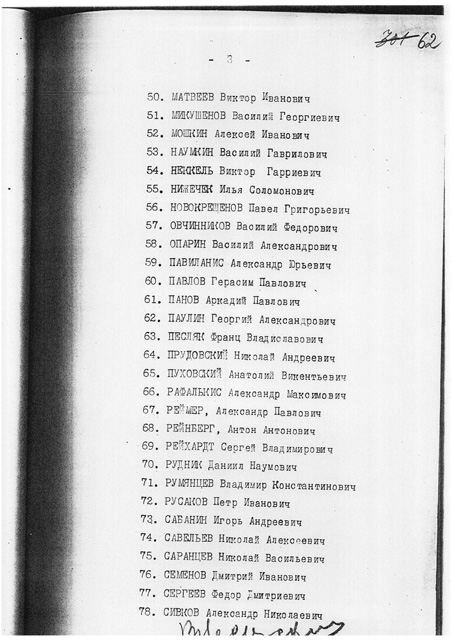 62
- 3 -
50. МАТВЕЕВ Виктор Иванович
51. МИКУШЕНОВ Василий Георгиевич
52. МОШКИН Алексей Иванович
53. НАУМКИН Василий Гаврилович
54. НЕККЕЛЬ Виктор Гарриевич
55. НИЖЕЧЕК Илья Соломонович
56. НОВОКРЕШЕНОВ Павел Григорьевич
57. ОВЧИННИКОВ Василий Федорович
58. ОПАРИН Василий Александрович
59. ПАВИЛАНИС Александр Юрьевич
60. ПАВЛОВ Герасим Павлович
61. ПАНОВ Аркадий Павлович
62. ПАУЛИН Георгий Александрович
63. ПЕСЛЯК Франц Владиславович
64. ПРУДОВСКИЙ Николай Андреевич
65. ПУХОВСКИЙ Анатолий Викентьевич
66. РАФАЛЬКИС Александр Максимович
67. РЕЙМЕР, Александр Павлович
68. РЕЙНБЕРГ, Антон Антонович
69. РЕЙХАРДТ Сергей Владимирович
70. РУДНИК Даниил Наумович
71. РУМЯНЦЕВ Владимир Константинович
72. РУСАКОВ Петр Иванович
73. САБАНИН Игорь Андреевич
74. САВЕЛЬЕВ Николай Алексеевич
75. САРАНЦЕВ Николай Васильевич
76. СЕМЕНОВ Дмитрий Иванович
77. СЕРГЕЕВ Федор Дмитриевич
78. СИВКОВ Александр Николаевич